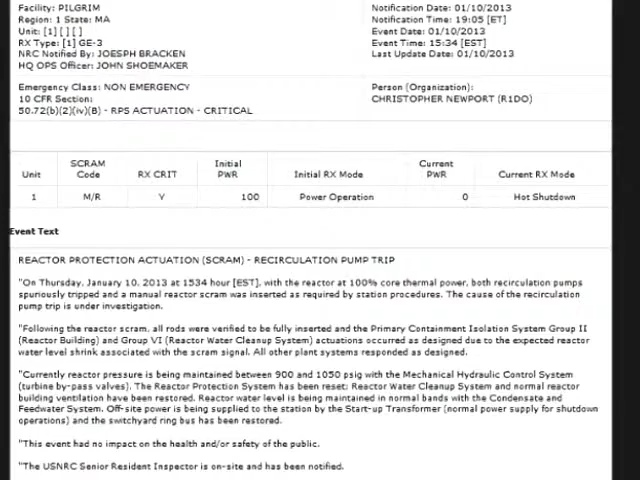 Facility: PILGRIM
Region: 1 State: MA
Unit: [1] [ ] [ ]
RX Type: [1] GE-3
NRC Notified By: JOESPH BRACKEN
HQ OPS Officer: JOHN SHOEMAKER
Notification Date: 01/10/2013
Notification Time: 19:05 [ET]
Event Date: 01/10/2013
Event Time: 15:34 [EST]
Last Update Date: 01/10/2013
Emergency Class: NON EMERGENCY
10 CFR Section:
50.72(b)(2)(iv)(B) - RPS ACTUATION - CRITICAL
Person (Organization):
CHRISTOPHER NEWPORT (R1DO)
Unit SCRAM Code RX CRIT Initial PWR Initial RX Mode Current PWR Current RX Mode
1 M/R Y 100 Power Operation 0 Hot Shutdown
Event Text
REACTOR PROTECTION ACTUATION (SCRAM) - RECIRCULATION PUMP TRIP
"On Thursday, January 10, 2013 at 1534 hour [EST], with the reactor at 100% core thermal power, both recirculation pumps
spuriously tripped and a manual reactor scram was inserted as required by station procedures. The cause of the recirculation
pump trip is under investigation.
"Following the reactor scram, all rods were verified to be fully inserted and the Primary Containment Isolation System Group II
(Reactor Building) and Group VI (Reactor Water Cleanup System) actuations occurred as designed due to the expected reactor
water level shrink associated with the scram signal. All other plant systems responded as designed.
"Currently reactor pressure is being maintained between 900 and 1050 psig with the Mechanical Hydraulic Control System
(turbine by-pass valves). The Reactor Protection System has been reset; Reactor Water Cleanup System and normal reactor
building ventilation have been restored. Reactor water level is being maintained in normal bands with the Condensate and
Feedwater System. Off-site power is being supplied to the station by the Start-up Transformer (normal power supply for shutdown
operations) and the switchyard ring bus has been restored.
"This event had no impact on the health and/or safety of the public.
"The USNRC Senior Resident Inspector is on-site and has been notified.